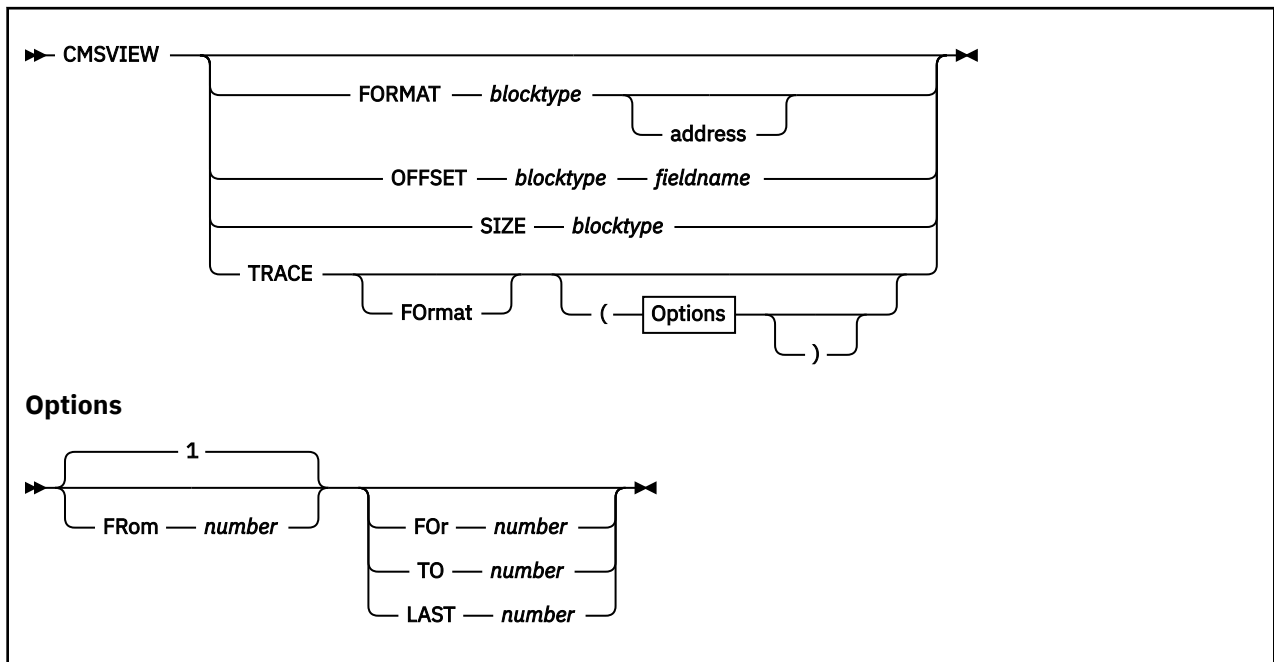 CMSVIEW
FORMAT blocktype
address
OFFSET blocktype fieldname
SIZE blocktype
TRACE
FOrmat
( Options
)
Options
1
FRom number
FOr number
TO number
LAST number